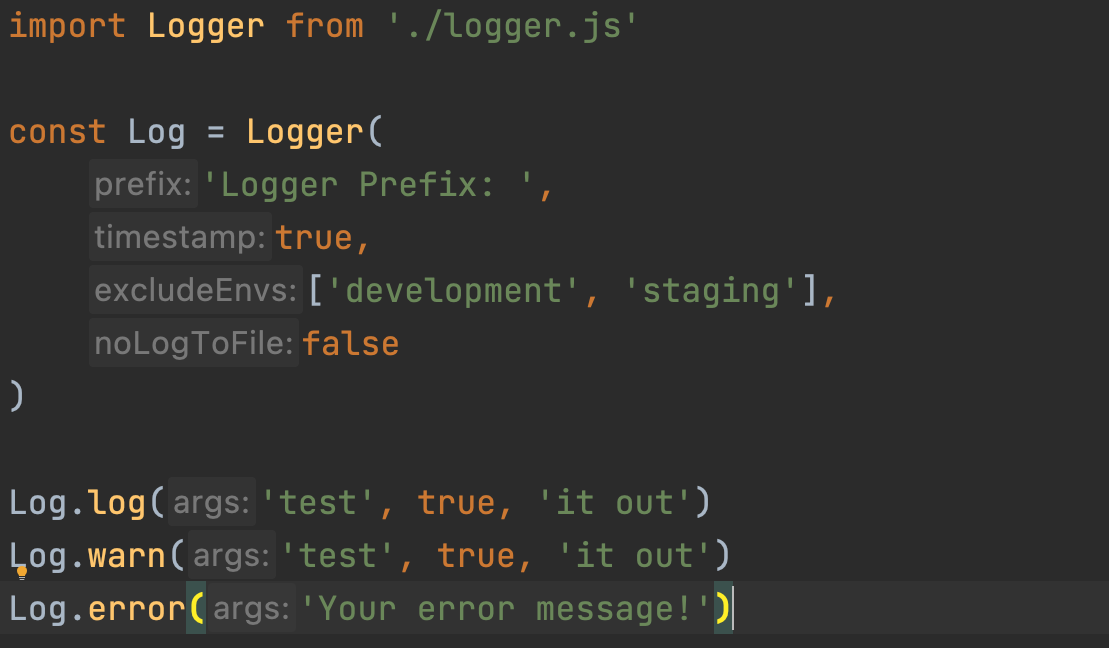 import Logger from './logger.js'
const Log = Logger(
prefix: 'Logger Prefix: ',
timestamp: true,
excludeEnvs: ['development', 'staging'],
noLogToFile: false
)
Log.log( args: 'test', true, 'it out')
Log.warn( args: 'test', true, 'it out')
Log.error( args: 'Your error message!')